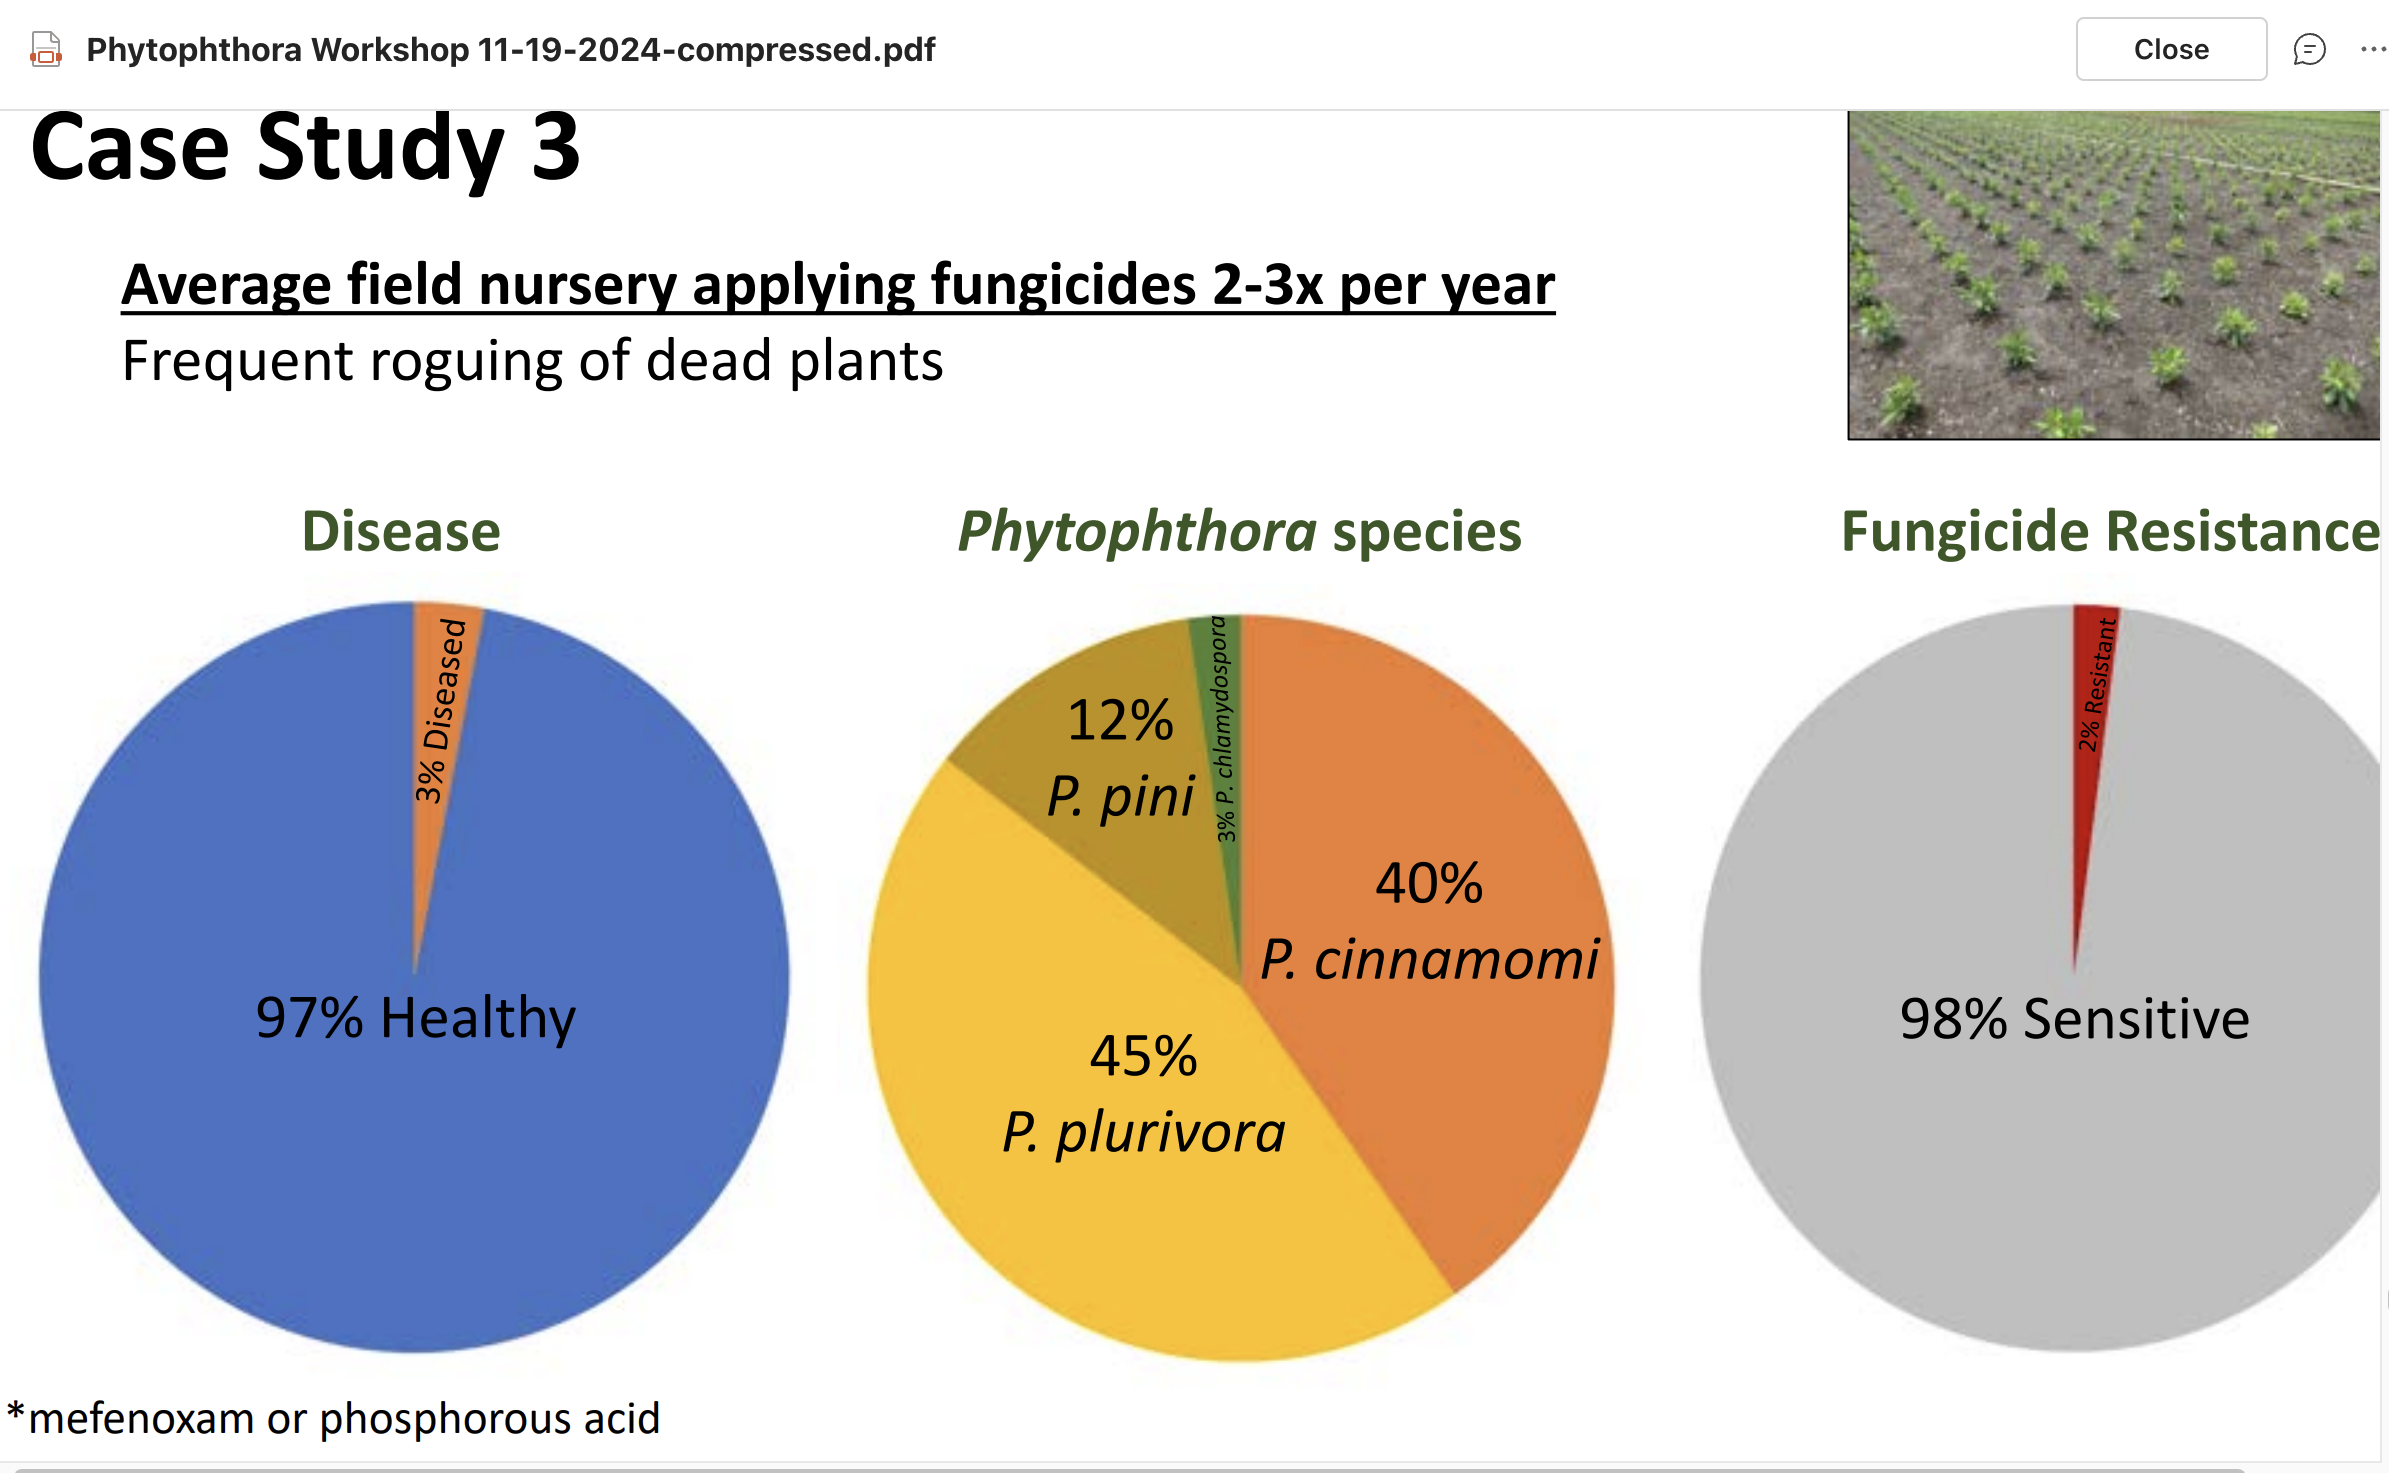 Phytophthora Workshop 11-19-2024-compressed.pdf
Close
Case Study 3
Average field nursery applying fungicides 2-3x per year
Frequent roguing of dead plants
Disease
Phytophthora species
Fungicide Resistance
3% Diseased
97% Healthy
12%
P. pini
3% P. chlamydospora
40%
P. cinnamomi
45%
P. plurivora
2% Resistant
98% Sensitive
*mefenoxam or phosphorous acid